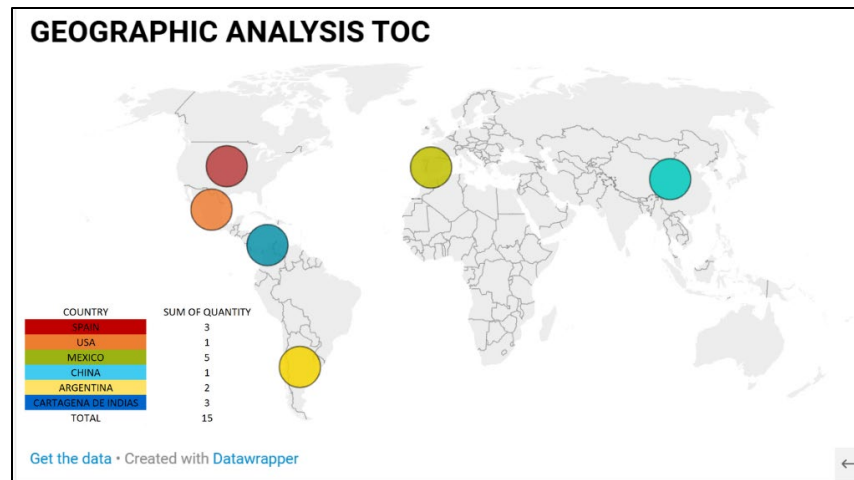 GEOGRAPHIC ANALYSIS TOC
COUNTRY SUM OF QUANTITY
SPAIN 3
USA 1
MEXICO 5
CHINA 1
ARGENTINA 2
CARTAGENA DE INDIAS 3
TOTAL 15
Get the data • Created with Datawrapper